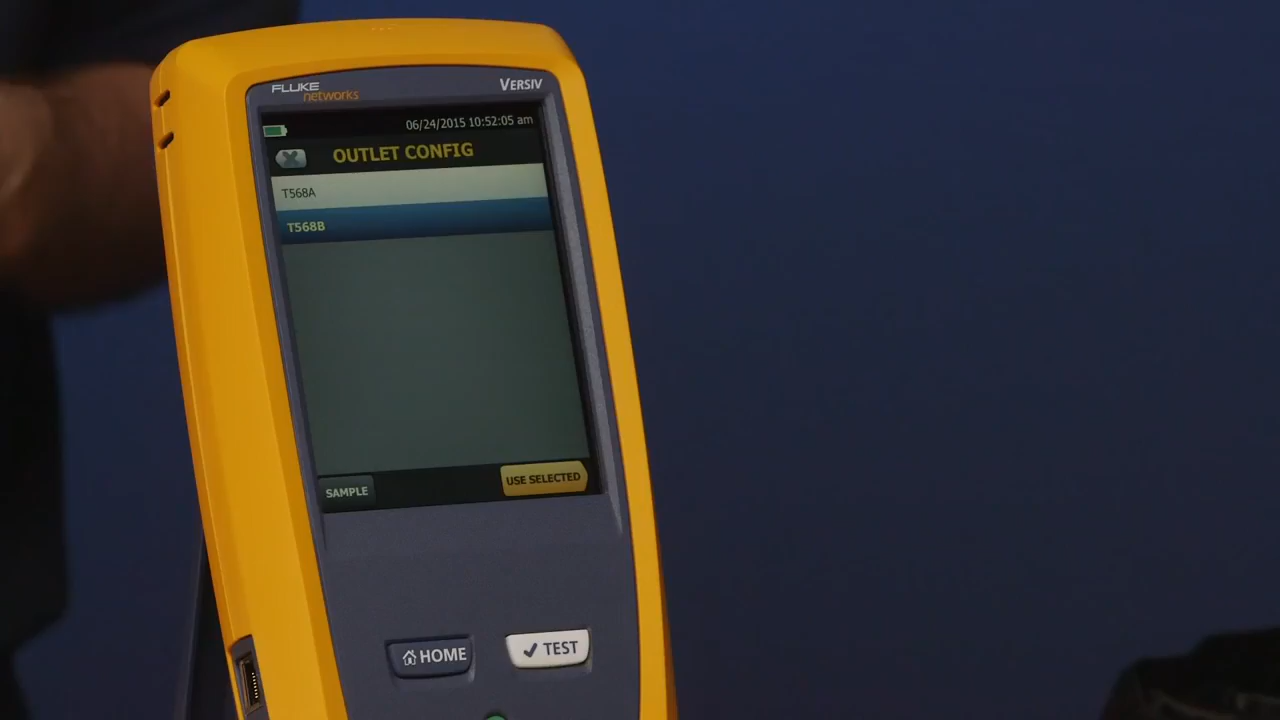 FLUKE
networks
VERSIV
06/24/2015 10:52:05 am
OUTLET CONFIG
T568A
T568B
SAMPLE
USE SELECTED
HOME
TEST